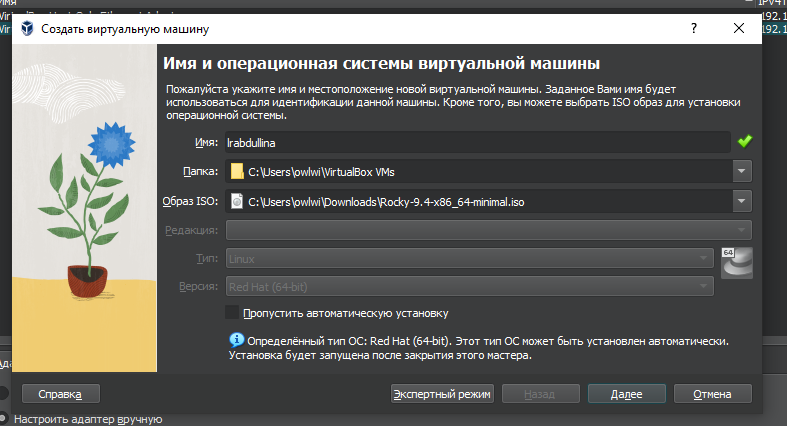 Имя
IPv4 П
Создать виртуальную машину
?
192.1
Virt
192.1
Имя и операционная системы виртуальной машины
Пожалуйста укажите имя и местоположение новой виртуальной машины. Заданное Вами имя будет
использоваться для идентификации данной машины. Кроме того, вы можете выбрать ISO образ для установки
операционной системы.
Имя: lrabdullina
Папка: C:\Users\owlwi\VirtualBox VMs
Образ ISO: C:\Users\owlwi\Downloads\Rocky-9.4-x86_64-minimal.iso
Редакция:
Тип: Linux
64
Версия: Red Hat (64-bit)
Пропустить автоматическую установку
Определённый тип ОС: Red Hat (64-bit). Этот тип ОС может быть установлен автоматически.
Установка будет запущена после закрытия этого мастера.
Ада
Справка
Экспертный режим
Назад
Далее
Отмена
Настроить адаптер вручную